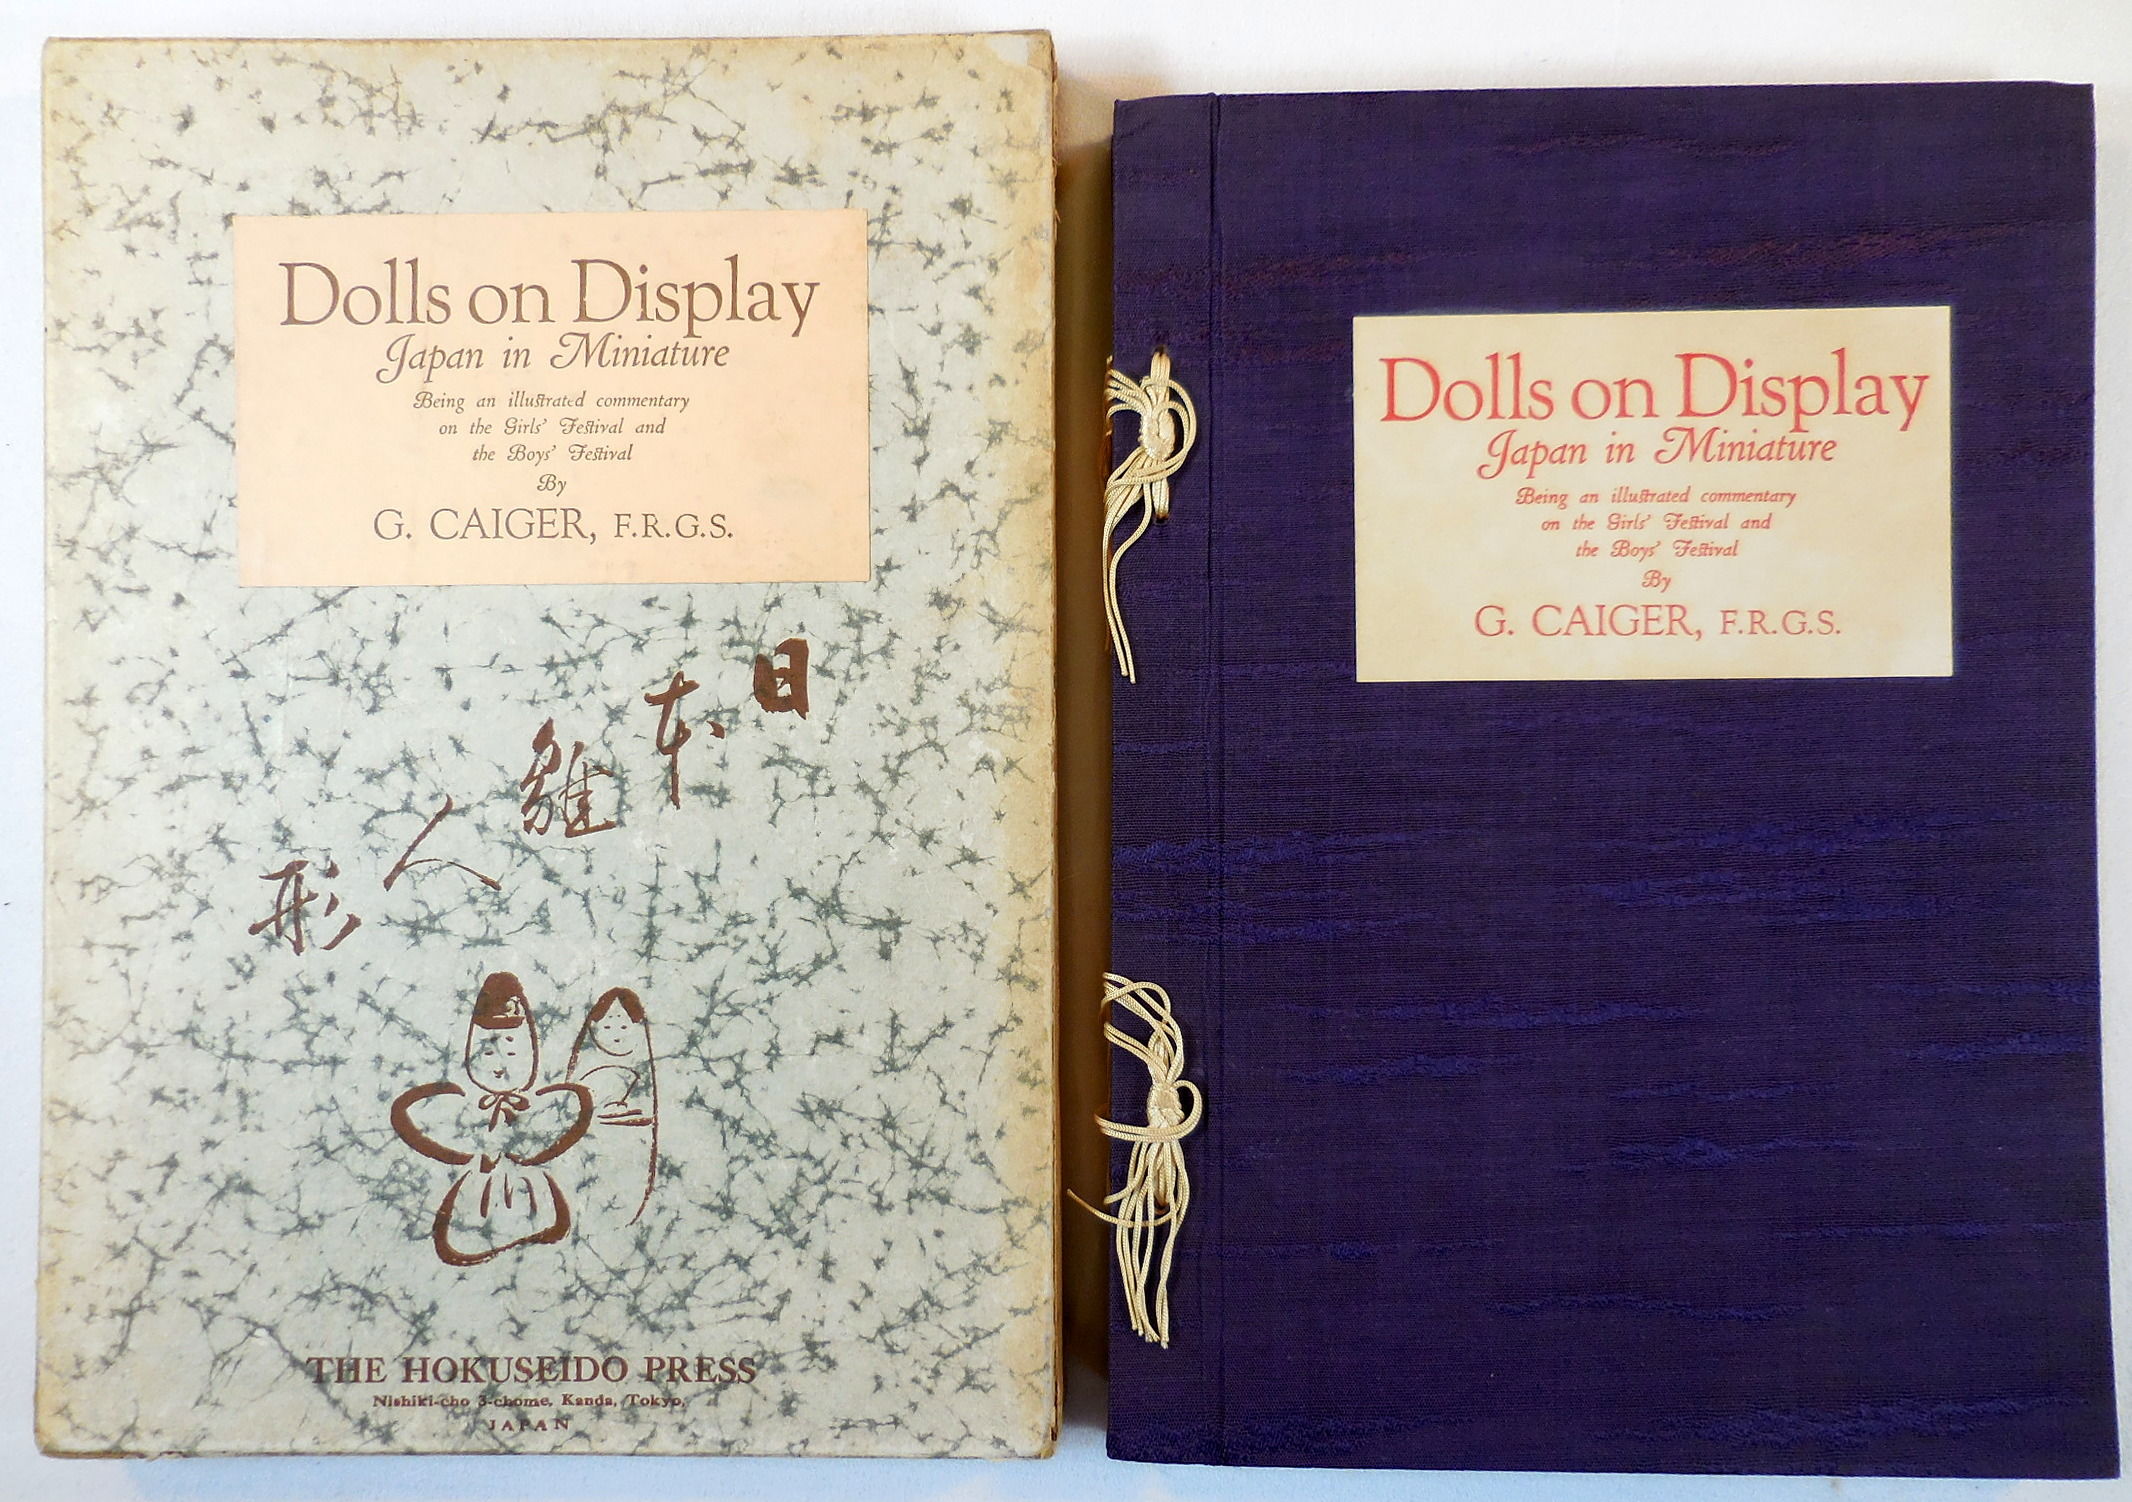 Dolls on Display
Japan in Miniature
Being an illustrated commentary
on the Girls' Festival and
the Boys' Festival
By
G. CAIGER, F.R.G.S.
日本雛人形
THE HOKUSEIDO PRESS
Nishiki-cho 3-chome, Kanda, Tokyo,
JAPAN
Dolls on Display
Japan in Miniature
Being an illustrated commentary
on the Girls' Festival and
the Boys' Festival
By
G. CAIGER, F.R.G.S.